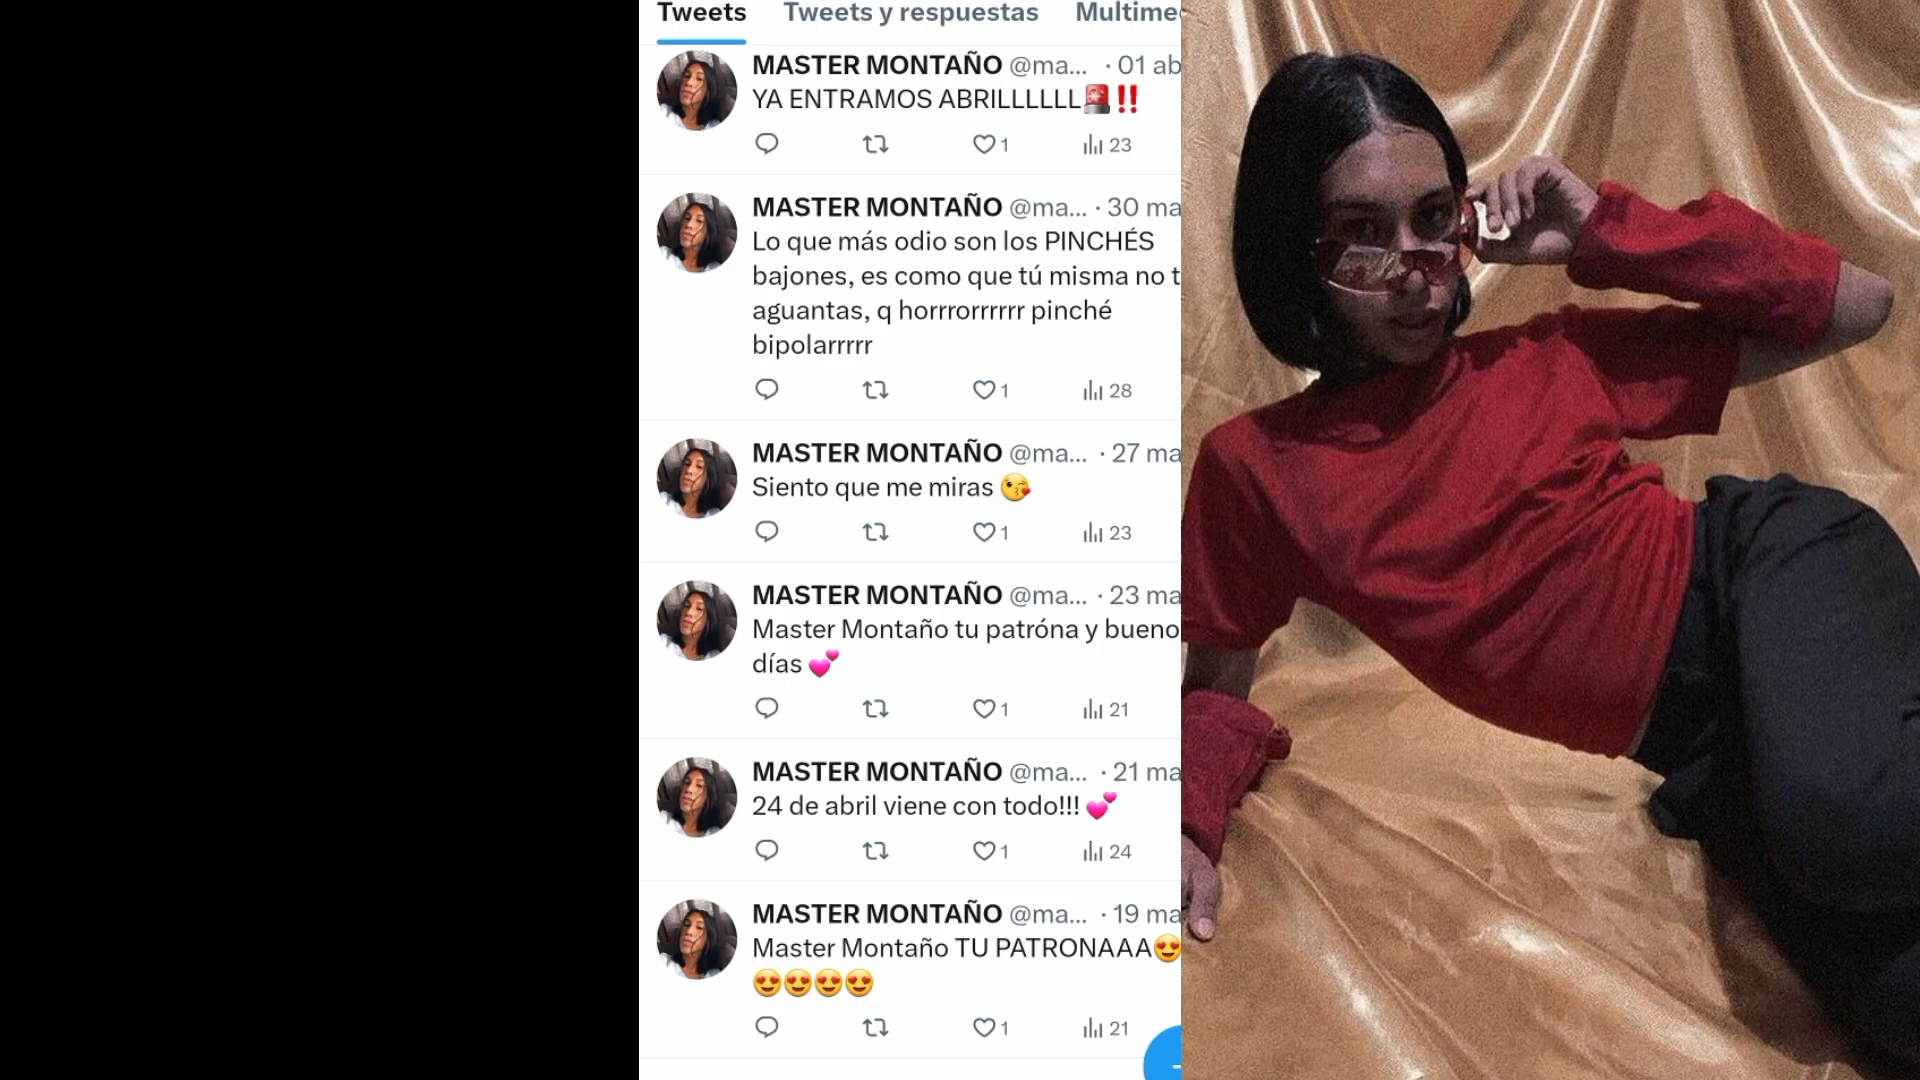 Tweets Tweets y respuestas
MASTER MONTAÑO @ma... · 01 ab
YA ENTRAMOS ABRILLLLLL🚨‼️
1 23
MASTER MONTAÑO @ma... · 30 ma
Lo que más odio son los PINCHÉS
bajones, es como que tú misma no t
aguantas, q horrrorrrrrr pinché
bipolarrrrr
1 28
MASTER MONTAÑO @ma... · 27 ma
Siento que me miras 😘
1 23
MASTER MONTAÑO @ma... · 23 ma
Master Montaño tu patróna y bueno
días 💕
1 21
MASTER MONTAÑO @ma... · 21 ma
24 de abril viene con todo!!! 💕
1 24
MASTER MONTAÑO @ma... · 19 ma
Master Montaño TU PATRONAAA😍
😍😍😍😍
1 21